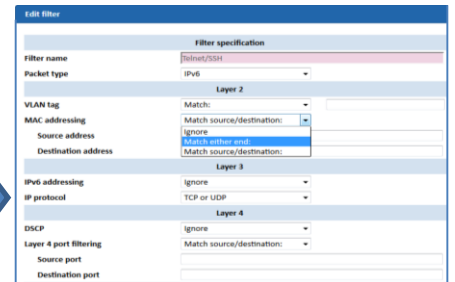 Edit filter
Filter specification
Filter name Telnet/SSH
Packet type IPv6
Layer 2
VLAN tag Match:
MAC addressing Match source/destination:
Ignore
Source address Match either end:
Destination address Match source/destination:
Layer 3
IPv6 addressing Ignore
IP protocol TCP or UDP
Layer 4
DSCP Ignore
Layer 4 port filtering Match source/destination:
Source port
Destination port